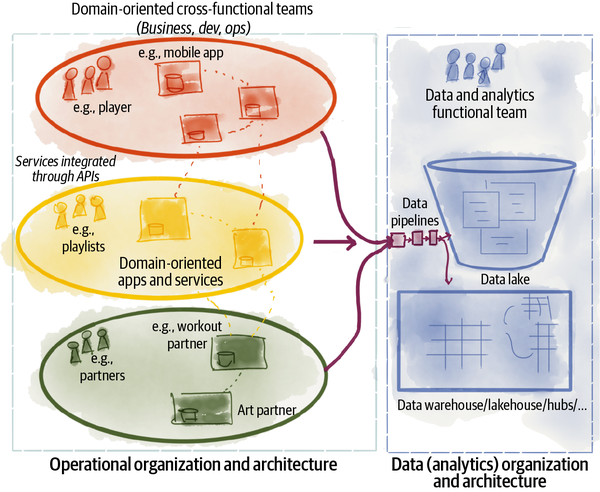 Domain-oriented cross-functional teams
(Business, dev, ops)
e.g., mobile app
e.g., player
Services integrated
through APIs
e.g.,
playlists
Domain-oriented
apps and services
e.g., workout
partner
e.g.,
partners
Art partner
Operational organization and architecture
Data and analytics
functional team
Data
pipelines
Data lake
Data warehouse/lakehouse/hubs/...
Data (analytics) organization
and architecture